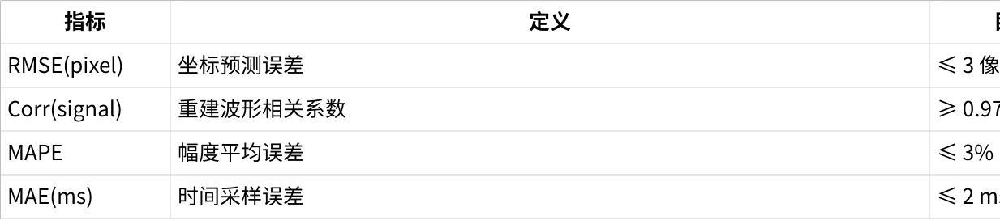 指标 定义
RMSE(pixel) 坐标预测误差 ≤ 3 像
Corr(signal) 重建波形相关系数 ≥ 0.97
MAPE 幅度平均误差 ≤ 3%
MAE(ms) 时间采样误差 ≤ 2 m